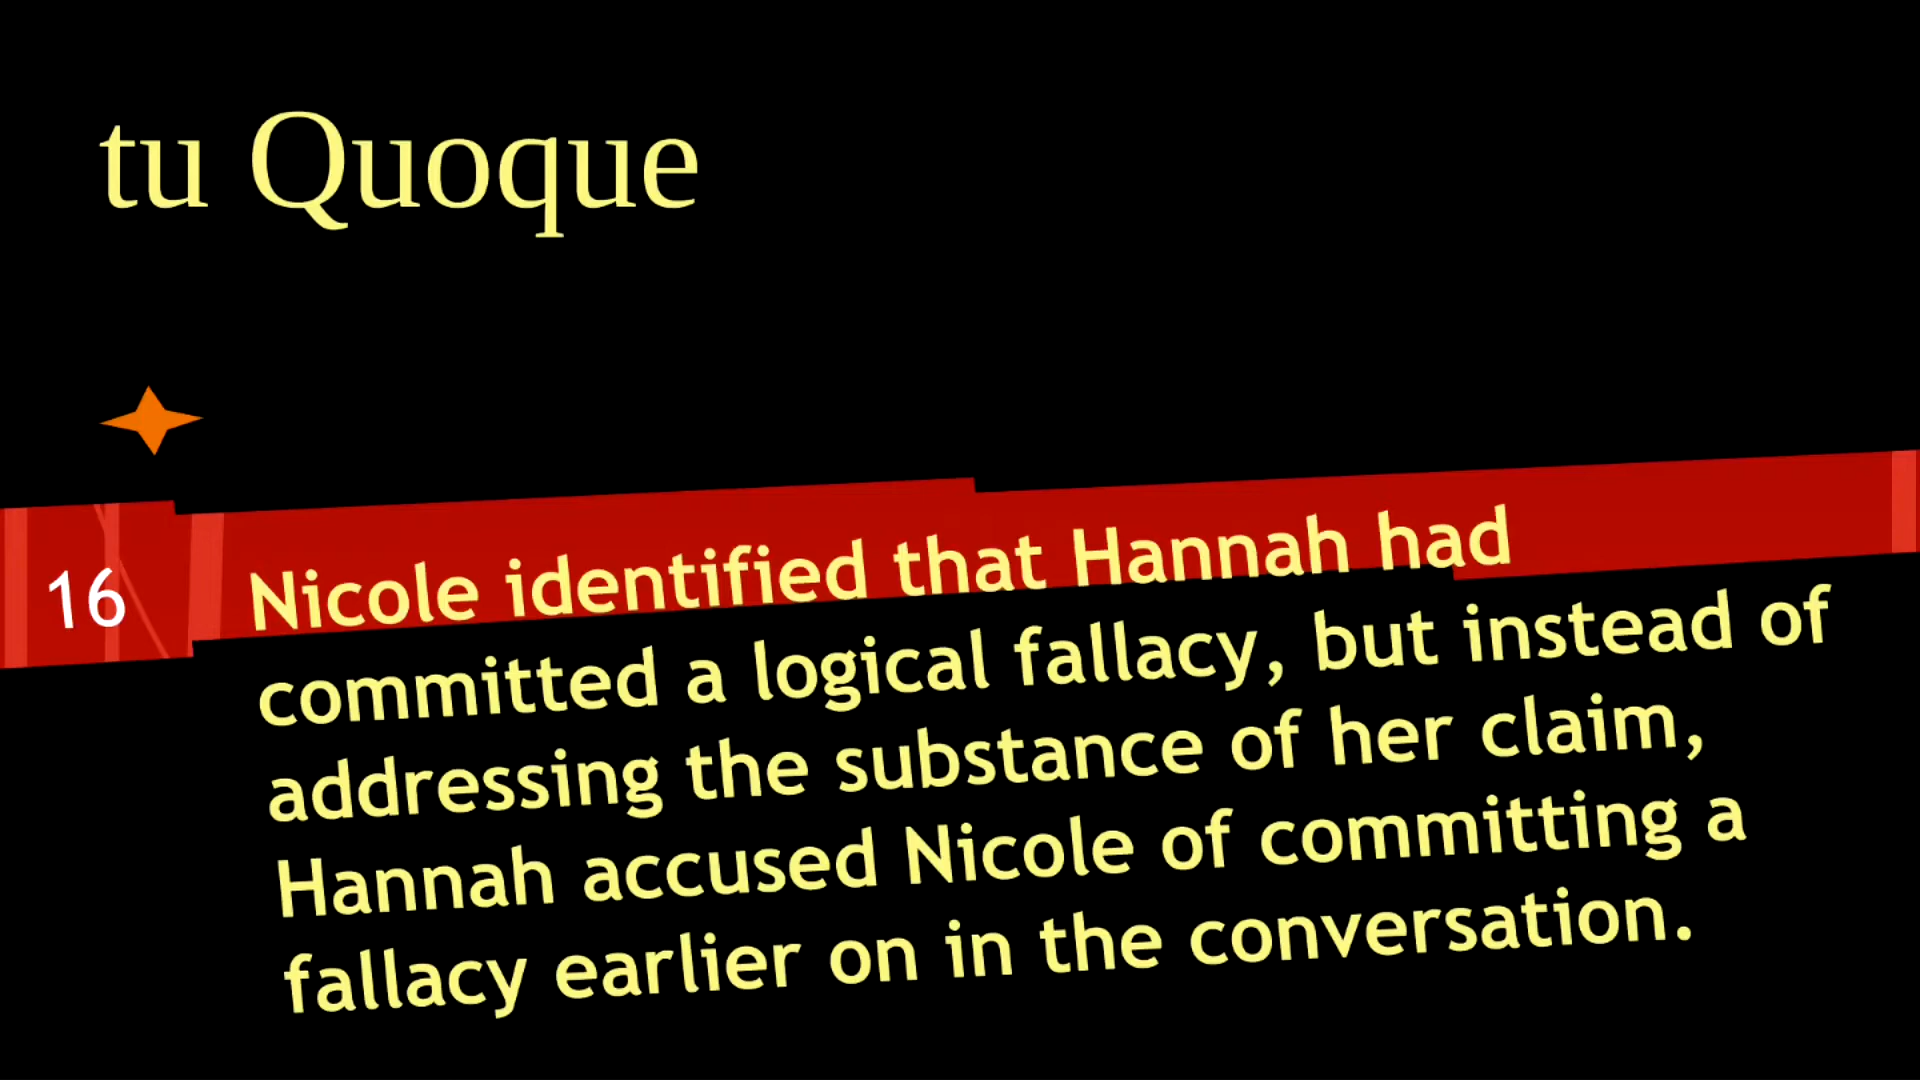 tu Quoque
16
Nicole identified that Hannah had
committed a logical fallacy, but instead of
addressing the substance of her claim,
Hannah accused Nicole of committing a
fallacy earlier on in the conversation.